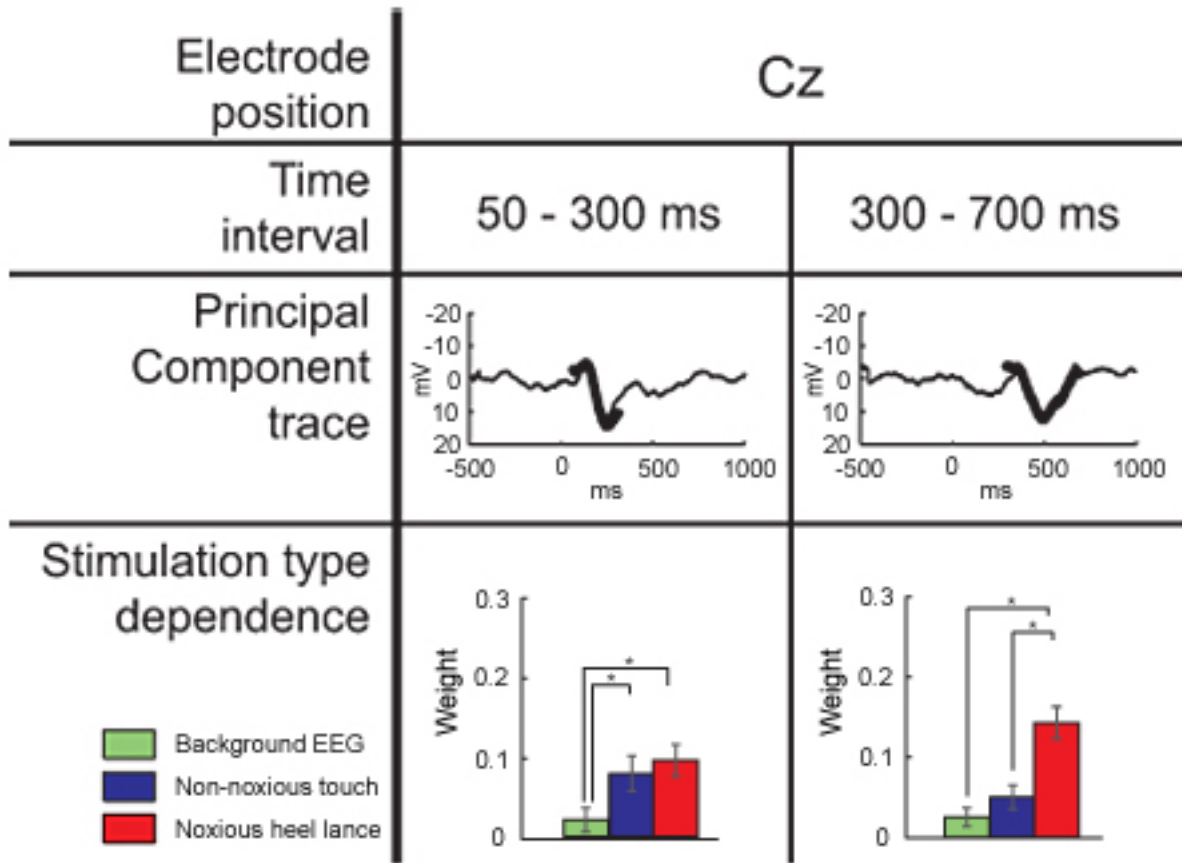 Electrode
position
Cz
Time
interval
50 - 300 ms
300 - 700 ms
Principal
Component
trace
-20
-10
0
10
20
mV
-500 0 500 1000
ms
-20
-10
0
10
20
mV
-500 0 500 1000
ms
Stimulation type
dependence
Background EEG
Non-noxious touch
Noxious heel lance
0.3
0.2
0.1
0
Weight
*
*
0.3
0.2
0.1
0
Weight
*
*